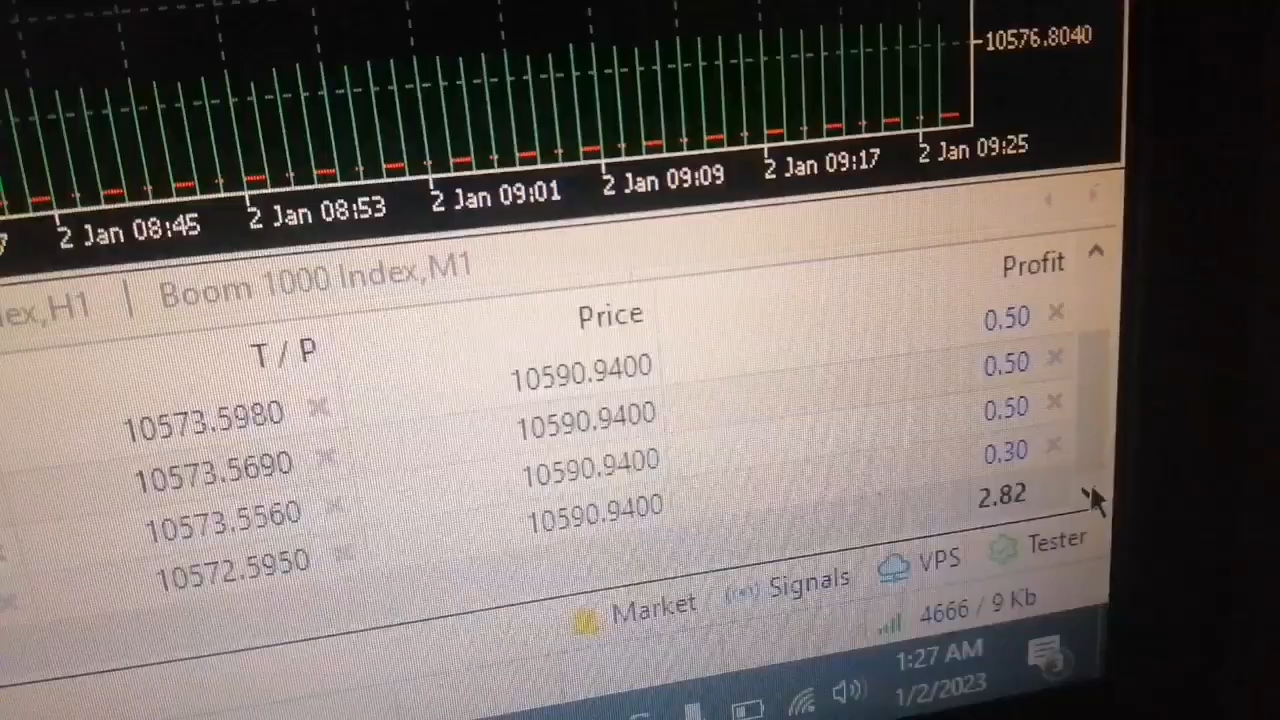 10576.8040
2 Jan 08:45 2 Jan 08:53 2 Jan 09:01 2 Jan 09:09 2 Jan 09:17 2 Jan 09:25
ex,H1 | Boom 1000 Index,M1
T / P Price Profit
10573.5980 10590.9400 0.50
10573.5690 10590.9400 0.50
10573.5560 10590.9400 0.50
10572.5950 10590.9400 0.30
2.82
Market Signals VPS Tester
4666 / 9 Kb
1:27 AM
1/2/2023
3